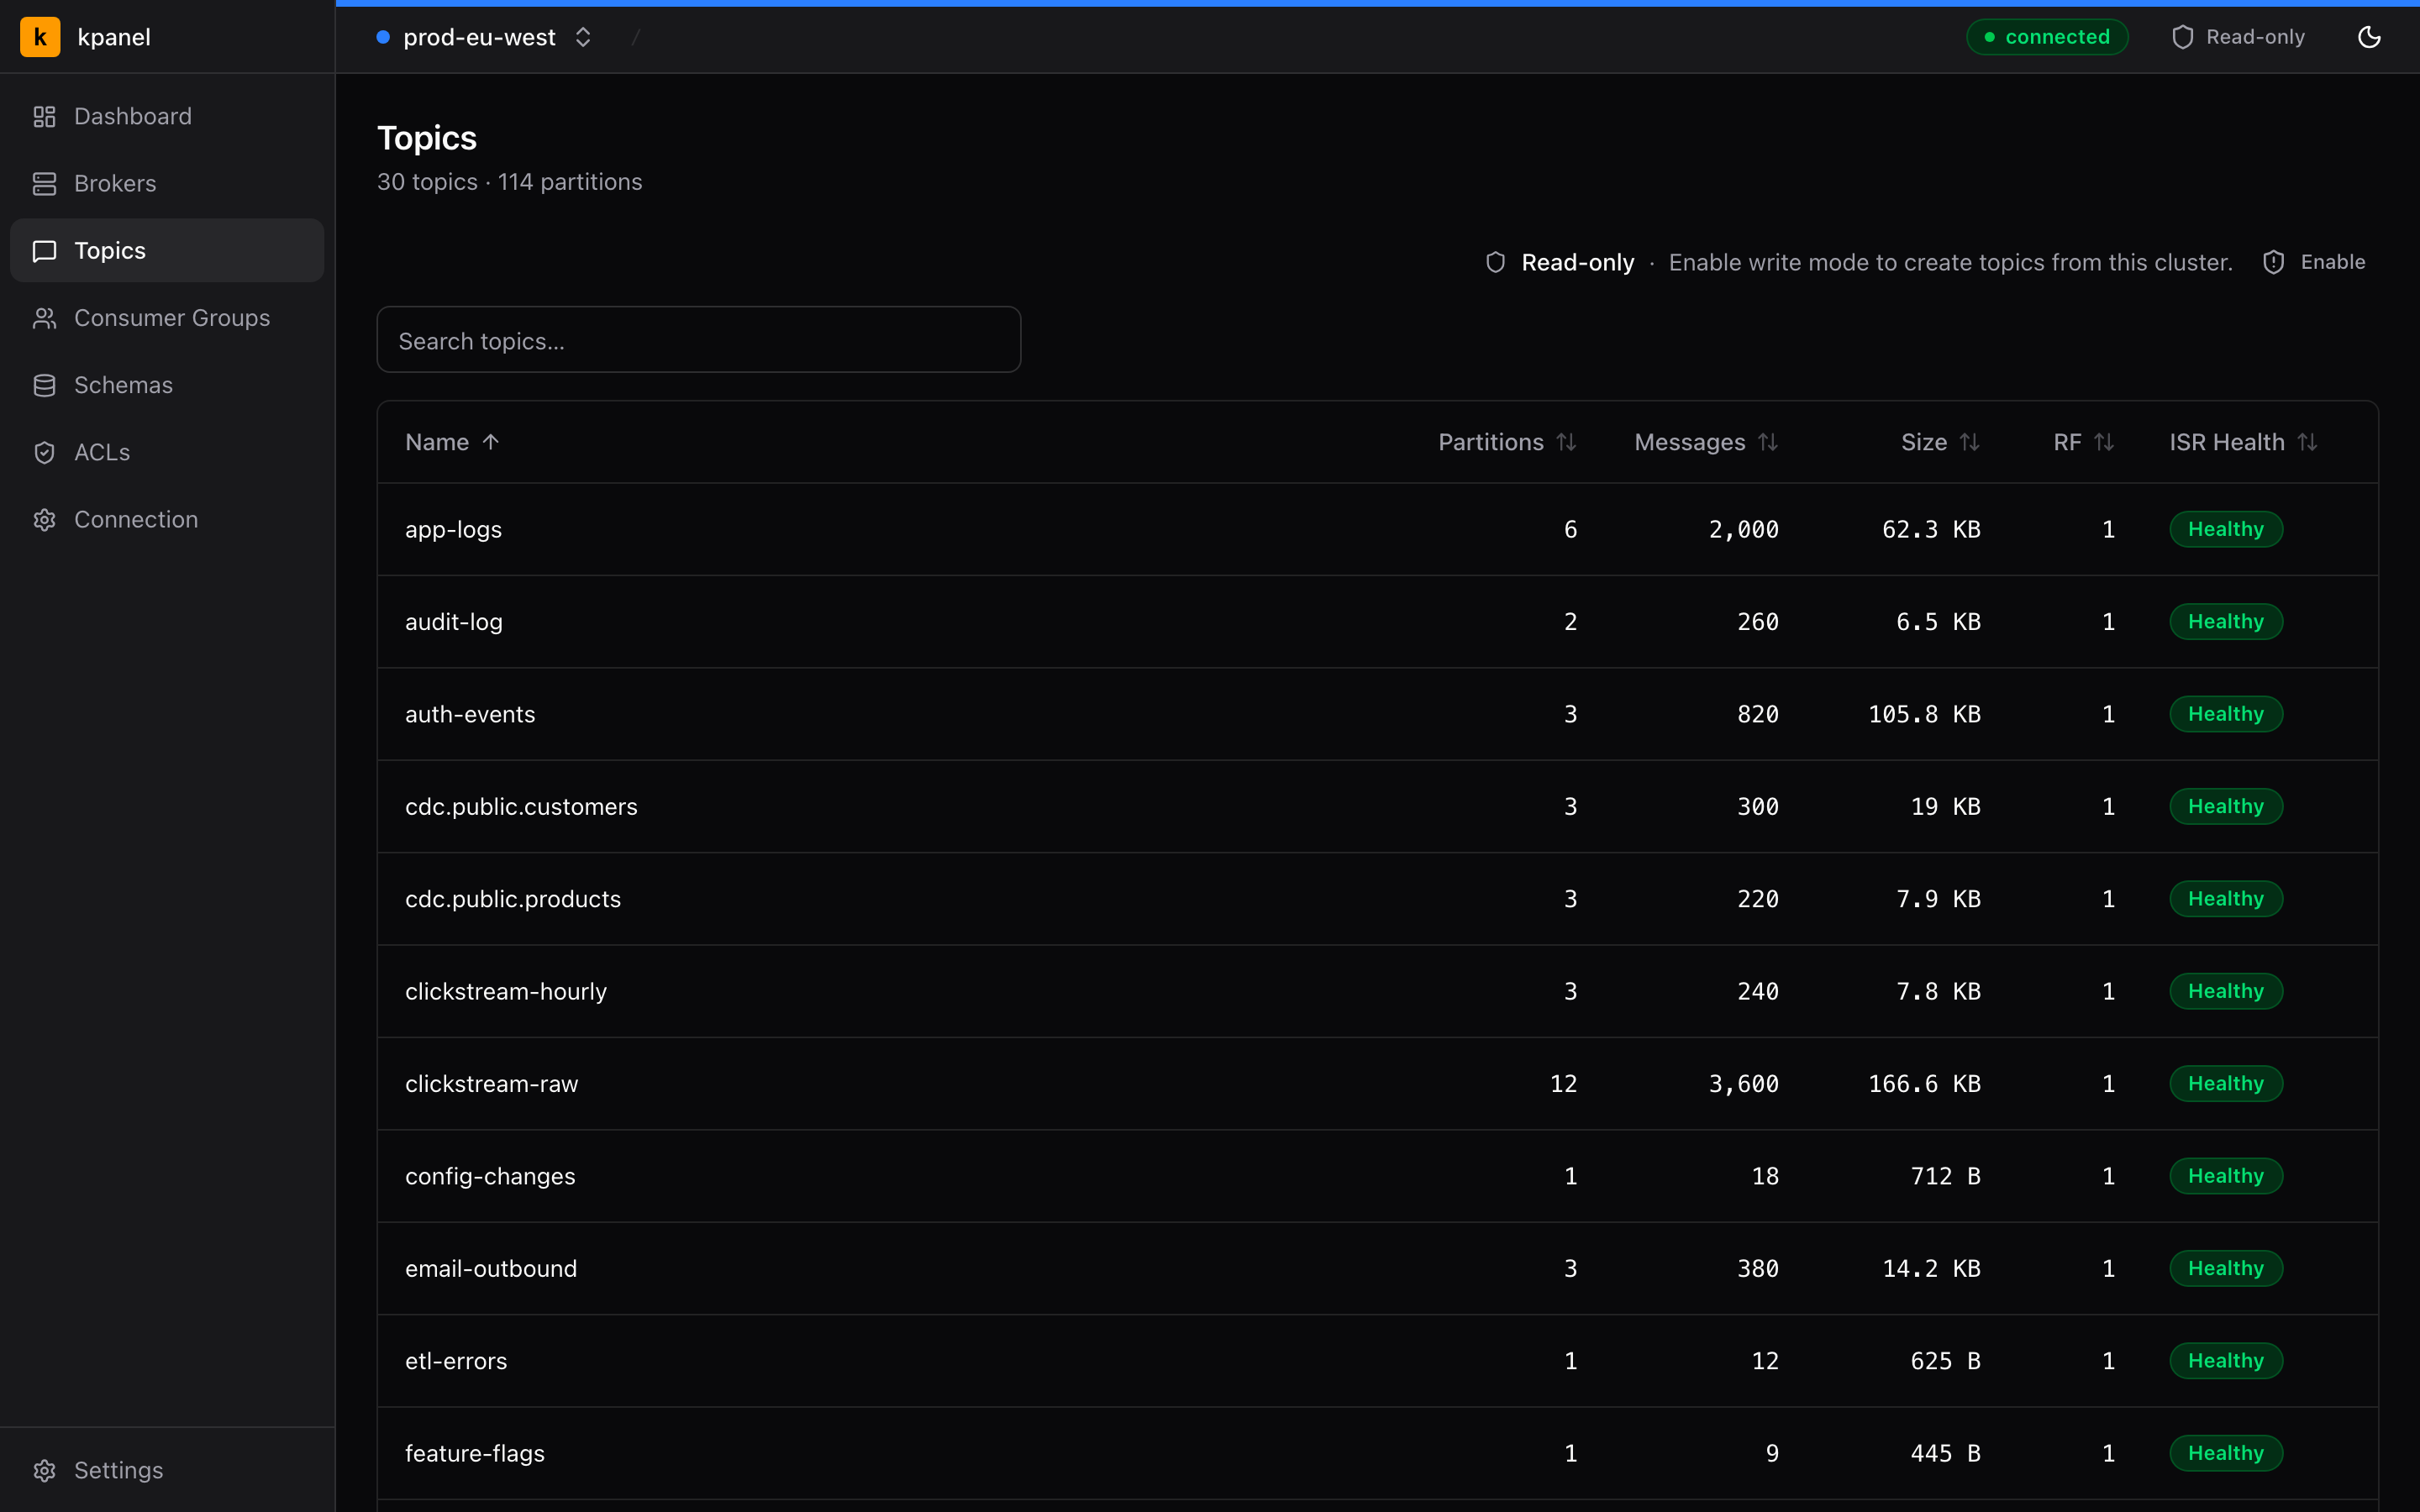 k kpanel
prod-eu-west /
connected
Read-only
Dashboard
Brokers
Topics
Consumer Groups
Schemas
ACLs
Connection
Settings
Topics
30 topics · 114 partitions
Read-only · Enable write mode to create topics from this cluster. Enable
Search topics...
Name Partitions Messages Size RF ISR Health
app-logs 6 2,000 62.3 KB 1 Healthy
audit-log 2 260 6.5 KB 1 Healthy
auth-events 3 820 105.8 KB 1 Healthy
cdc.public.customers 3 300 19 KB 1 Healthy
cdc.public.products 3 220 7.9 KB 1 Healthy
clickstream-hourly 3 240 7.8 KB 1 Healthy
clickstream-raw 12 3,600 166.6 KB 1 Healthy
config-changes 1 18 712 B 1 Healthy
email-outbound 3 380 14.2 KB 1 Healthy
etl-errors 1 12 625 B 1 Healthy
feature-flags 1 9 445 B 1 Healthy